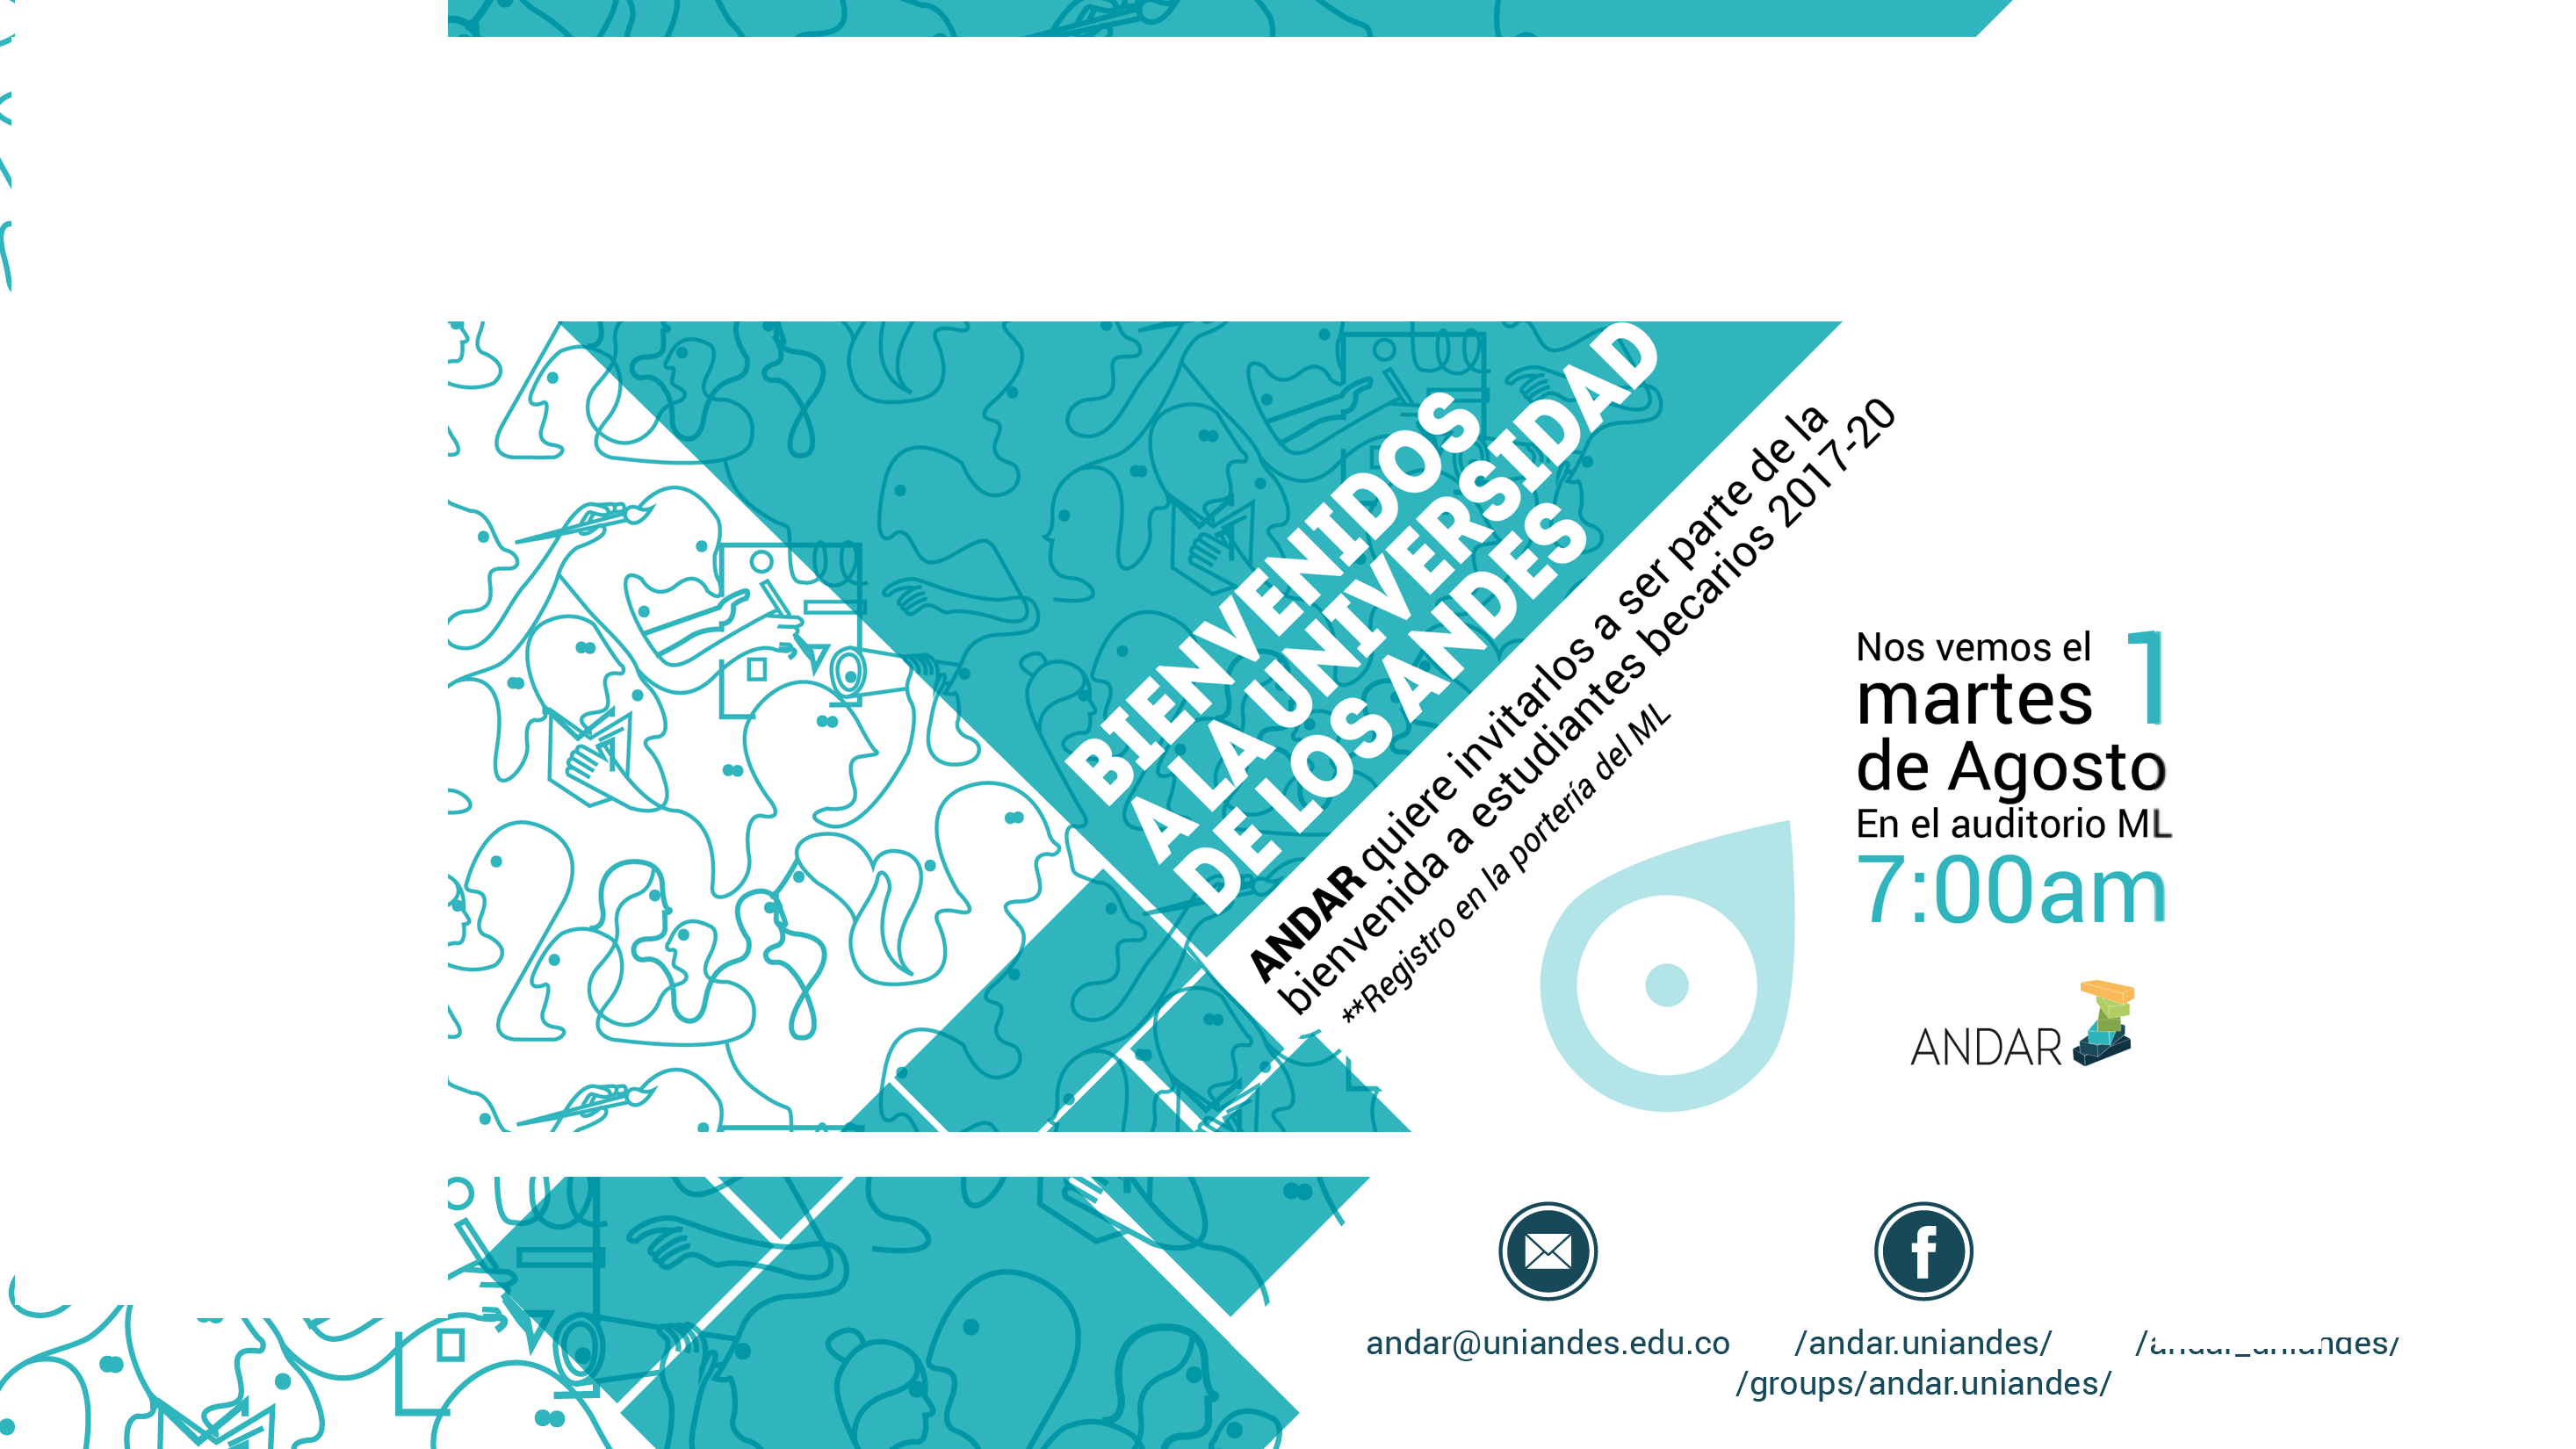 BIENVENIDOS
A LA UNIVERSIDAD
DE LOS ANDES
ANDAR quiere invitarlos a ser parte de la
bienvenida a estudiantes becarios 2017-20
**Registro en la portería del ML
Nos vemos el
martes 1
de Agosto
En el auditorio ML
7:00am
ANDAR
andar@uniandes.edu.co
/andar.uniandes/
/groups/andar.uniandes/